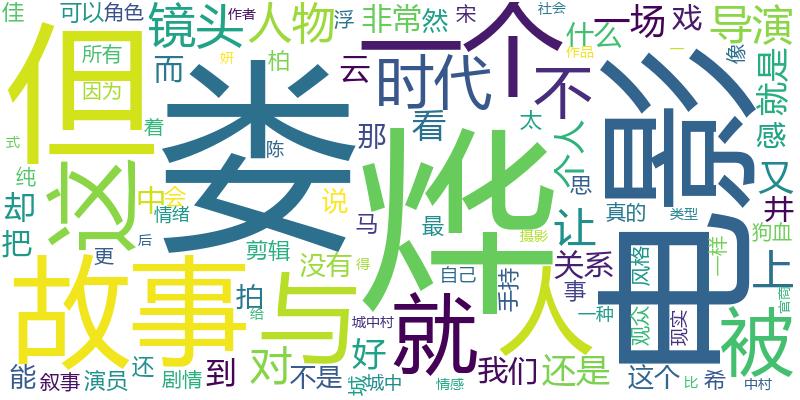 佳
可以
角色
作者
浮
非常
然
宋
社会
一场
戏
导演
镜头
人物
一个
什么
作品
一
像
但
所有
妍
而
柏
云
时代
不
就是
因为
娄
烨
电影
看
太
个人
感
式
着
陈
那
这
纯
中
会
情绪
说
思
又
真的
类型
却
马
最
让
井
狗血
把
后
剪辑
摄影
一样
更
没有
得
自己
关系
风格
上
故事
与
人
拍
就
手持
事
官商
给
城中村
一种
观众
现实
被
能
叙事
演员
还
剧情
到
对
不是
好
城
城中
情感
我们
还是
这个
比
希
中村